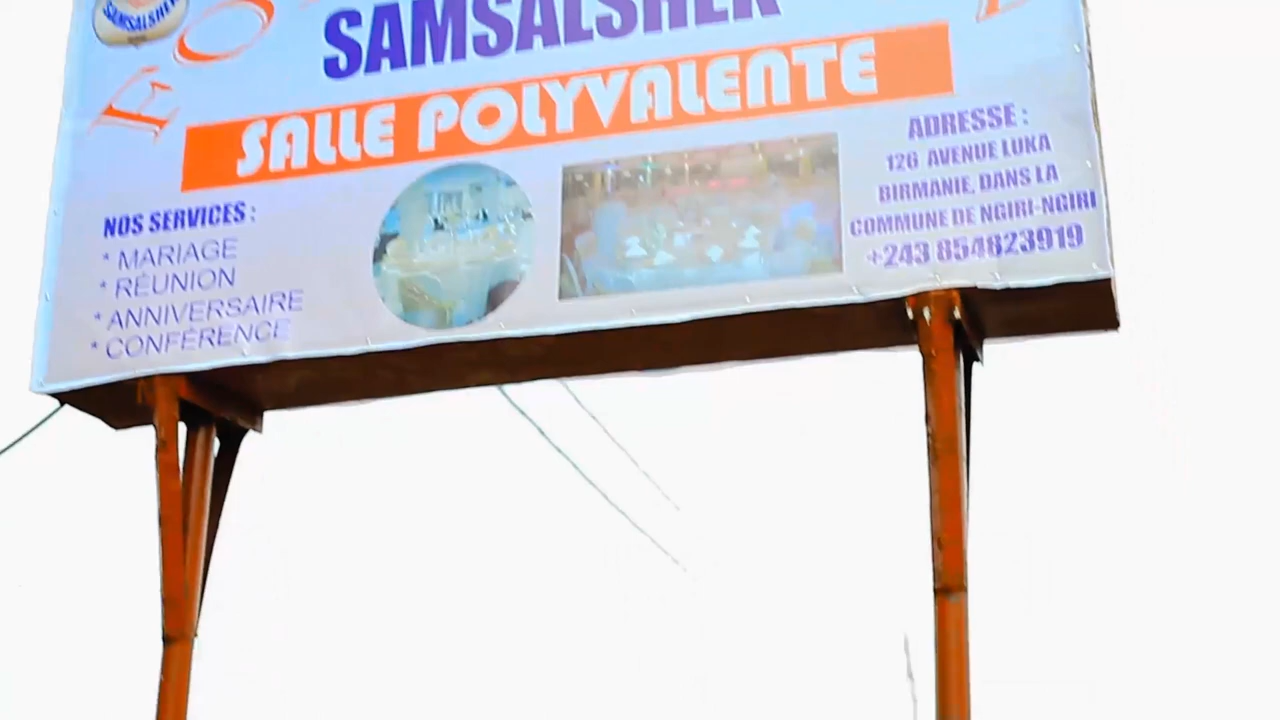 SAMSALSHER
SAMSALSHER
SALLE POLYVALENTE
NOS SERVICES :
* MARIAGE
* RÉUNION
* ANNIVERSAIRE
* CONFÉRENCE
ADRESSE :
126 AVENUE LUKA
BIRMANIE, DANS LA
COMMUNE DE NGIRI-NGIRI
+243 854823919